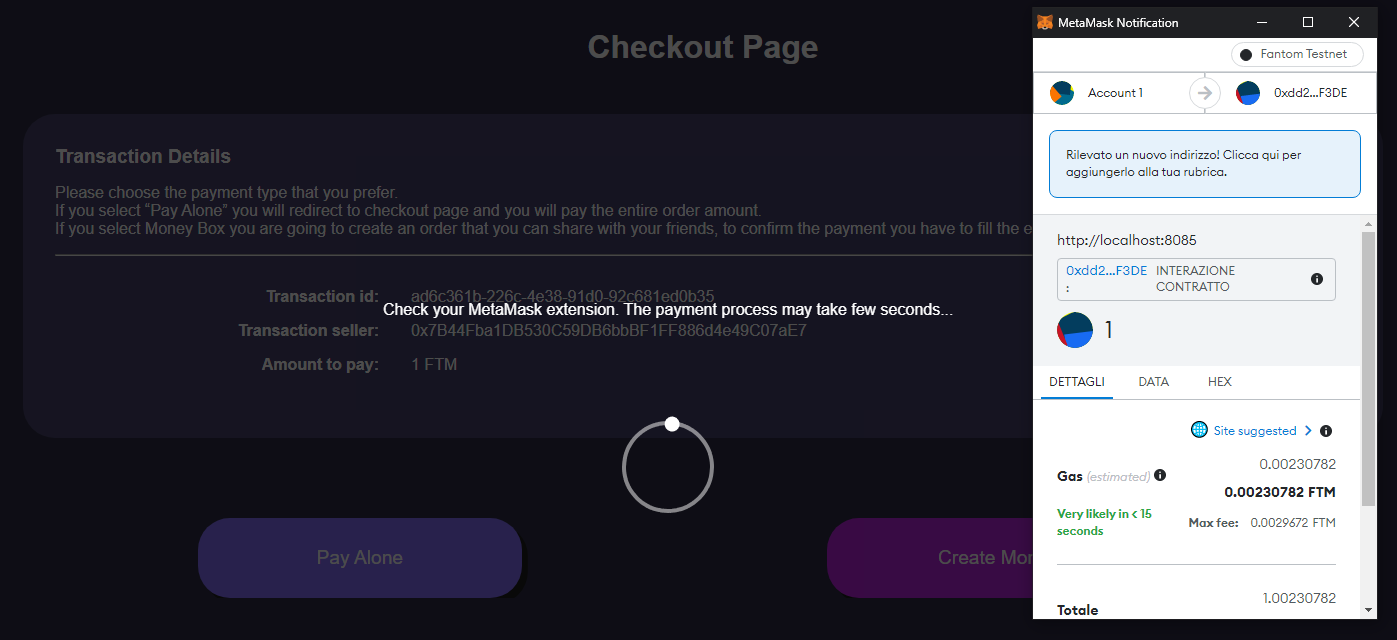 Checkout Page
Transaction Details
Please choose the payment type that you prefer.
If you select “Pay Alone” you will redirect to checkout page and you will pay the entire order amount.
If you select Money Box you are going to create an order that you can share with your friends, to confirm the payment you have to fill the e
Transaction id: ad6c361b-226c-4e38-91d0-92c681ed0b35
Check your MetaMask extension. The payment process may take few seconds...
Transaction seller: 0x7B44Fba1DB530C59DB6bbBF1FF886d4e49C07aE7
Amount to pay: 1 FTM
Pay Alone
Create Mon
MetaMask Notification
Fantom Testnet
Account 1
0xdd2...F3DE
Rilevato un nuovo indirizzo! Clicca qui per
aggiungerlo alla tua rubrica.
http://localhost:8085
0xdd2...F3DE INTERAZIONE
: CONTRATTO
1
DETTAGLI DATA HEX
Site suggested
0.00230782
Gas (estimated)
0.00230782 FTM
Very likely in < 15
seconds
Max fee: 0.0029672 FTM
1.00230782
Totale